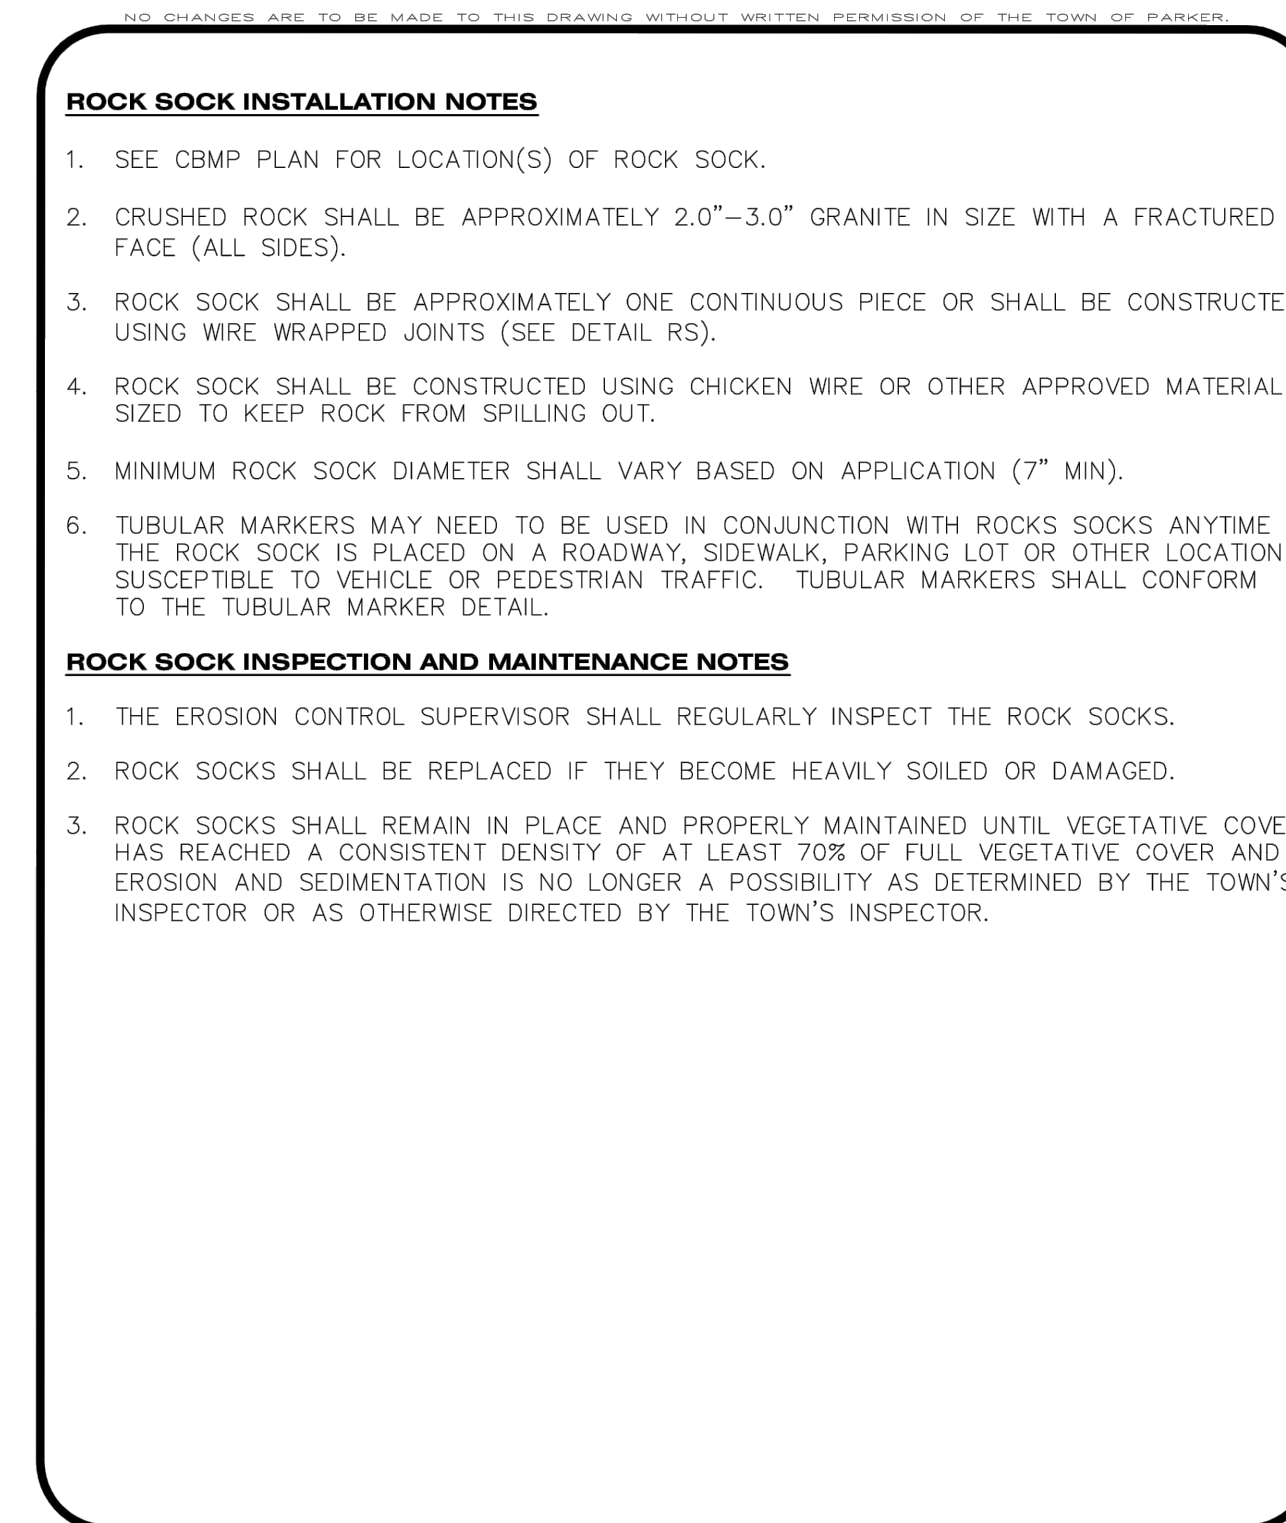 NO CHANGES ARE TO BE MADE TO THIS DRAWING WITHOUT WRITTEN PERMISSION OF THE TOWN OF PARKER.
ROCK SOCK INSTALLATION NOTES
1. SEE CBMP PLAN FOR LOCATION(S) OF ROCK SOCK.
2. CRUSHED ROCK SHALL BE APPROXIMATELY 2.0"–3.0" GRANITE IN SIZE WITH A FRACTURED
FACE (ALL SIDES).
3. ROCK SOCK SHALL BE APPROXIMATELY ONE CONTINUOUS PIECE OR SHALL BE CONSTRUCTE
USING WIRE WRAPPED JOINTS (SEE DETAIL RS).
4. ROCK SOCK SHALL BE CONSTRUCTED USING CHICKEN WIRE OR OTHER APPROVED MATERIAL
SIZED TO KEEP ROCK FROM SPILLING OUT.
5. MINIMUM ROCK SOCK DIAMETER SHALL VARY BASED ON APPLICATION (7" MIN).
6. TUBULAR MARKERS MAY NEED TO BE USED IN CONJUNCTION WITH ROCKS SOCKS ANYTIME
THE ROCK SOCK IS PLACED ON A ROADWAY, SIDEWALK, PARKING LOT OR OTHER LOCATION
SUSCEPTIBLE TO VEHICLE OR PEDESTRIAN TRAFFIC. TUBULAR MARKERS SHALL CONFORM
TO THE TUBULAR MARKER DETAIL.
ROCK SOCK INSPECTION AND MAINTENANCE NOTES
1. THE EROSION CONTROL SUPERVISOR SHALL REGULARLY INSPECT THE ROCK SOCKS.
2. ROCK SOCKS SHALL BE REPLACED IF THEY BECOME HEAVILY SOILED OR DAMAGED.
3. ROCK SOCKS SHALL REMAIN IN PLACE AND PROPERLY MAINTAINED UNTIL VEGETATIVE COVE
HAS REACHED A CONSISTENT DENSITY OF AT LEAST 70% OF FULL VEGETATIVE COVER AND
EROSION AND SEDIMENTATION IS NO LONGER A POSSIBILITY AS DETERMINED BY THE TOWN'S
INSPECTOR OR AS OTHERWISE DIRECTED BY THE TOWN'S INSPECTOR.